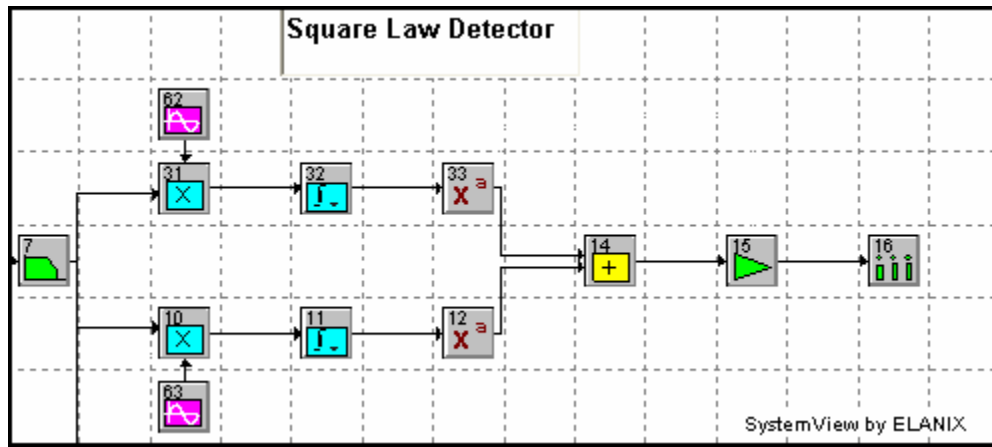 Square Law Detector
62
31
32
33
a
X
7
14
15
16
10
11
12
a
X
63
SystemView by ELANIX